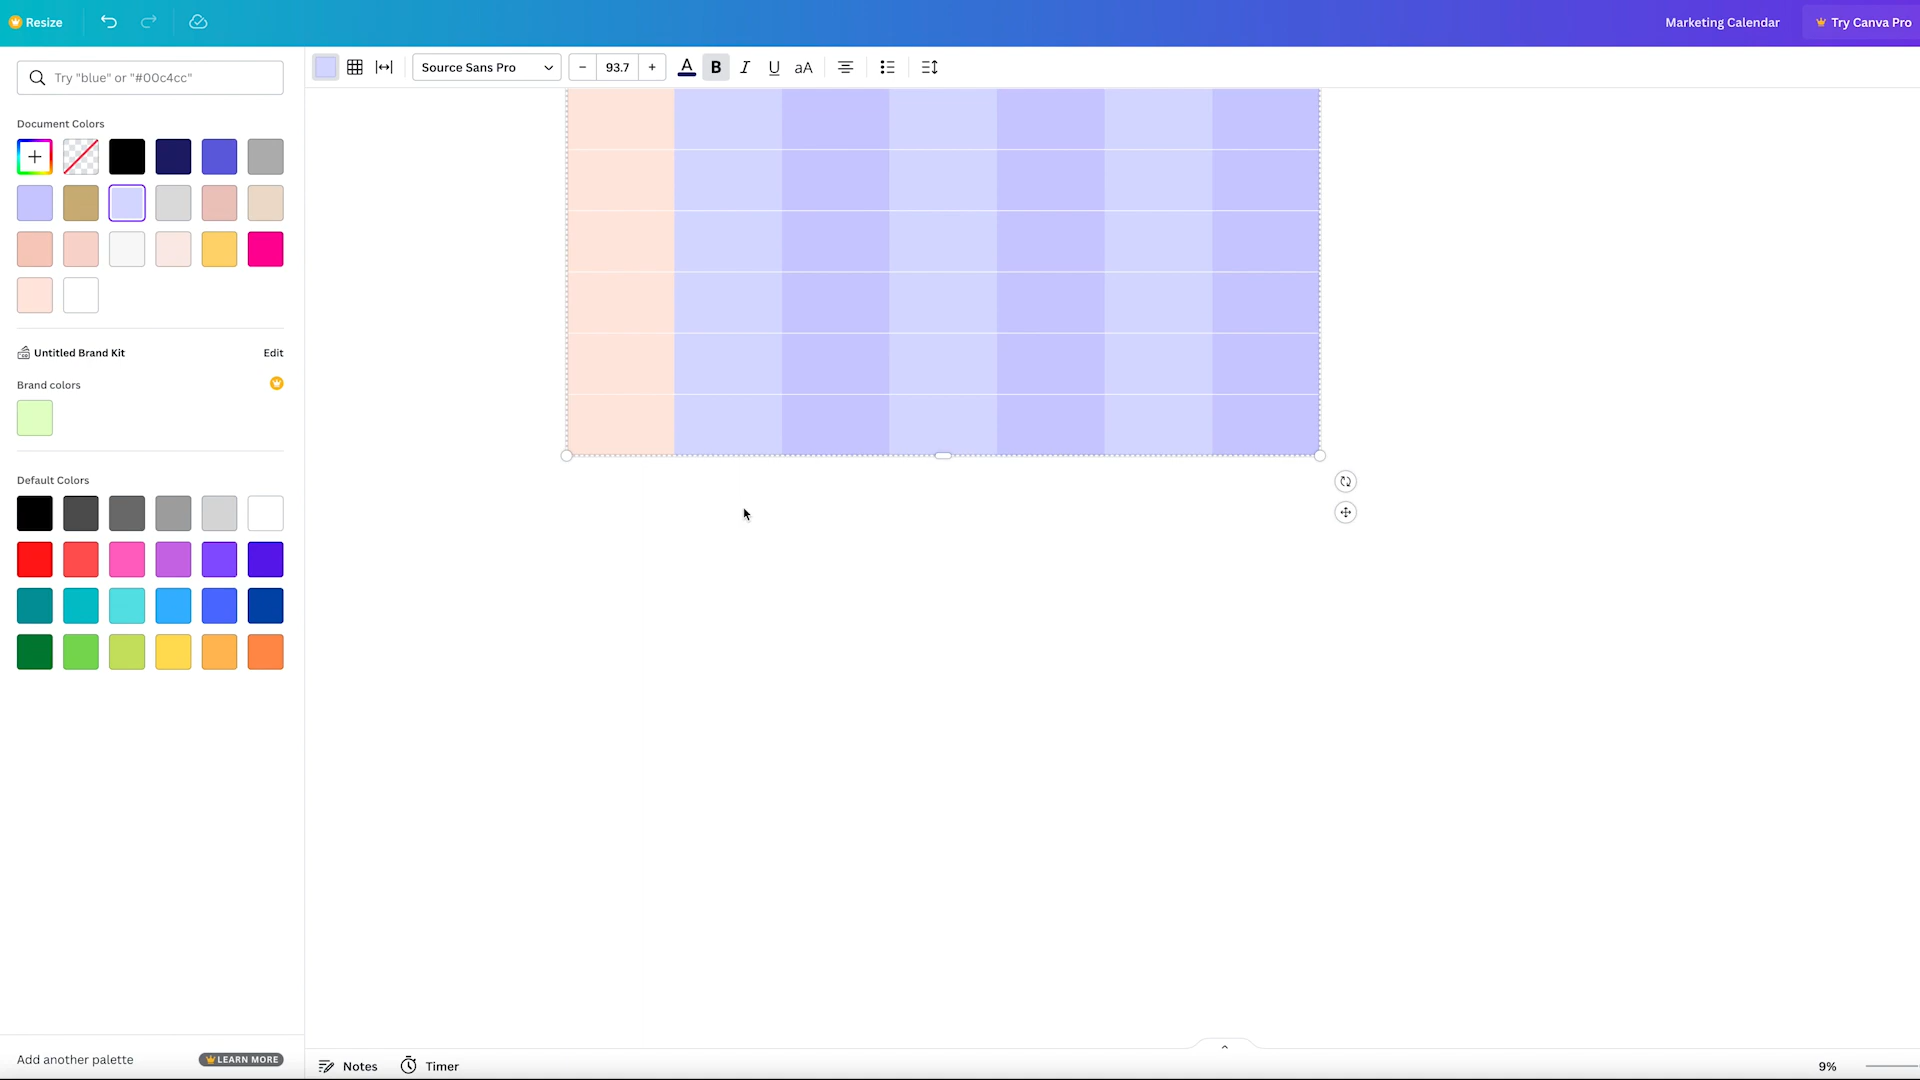 Resize
Marketing Calendar
Try Canva Pro
Try "blue" or "#00c4cc"
Source Sans Pro
− 93.7 +
A B I U aA
Document Colors
Untitled Brand Kit
Edit
Brand colors
Default Colors
Add another palette
LEARN MORE
Notes
Timer
9%